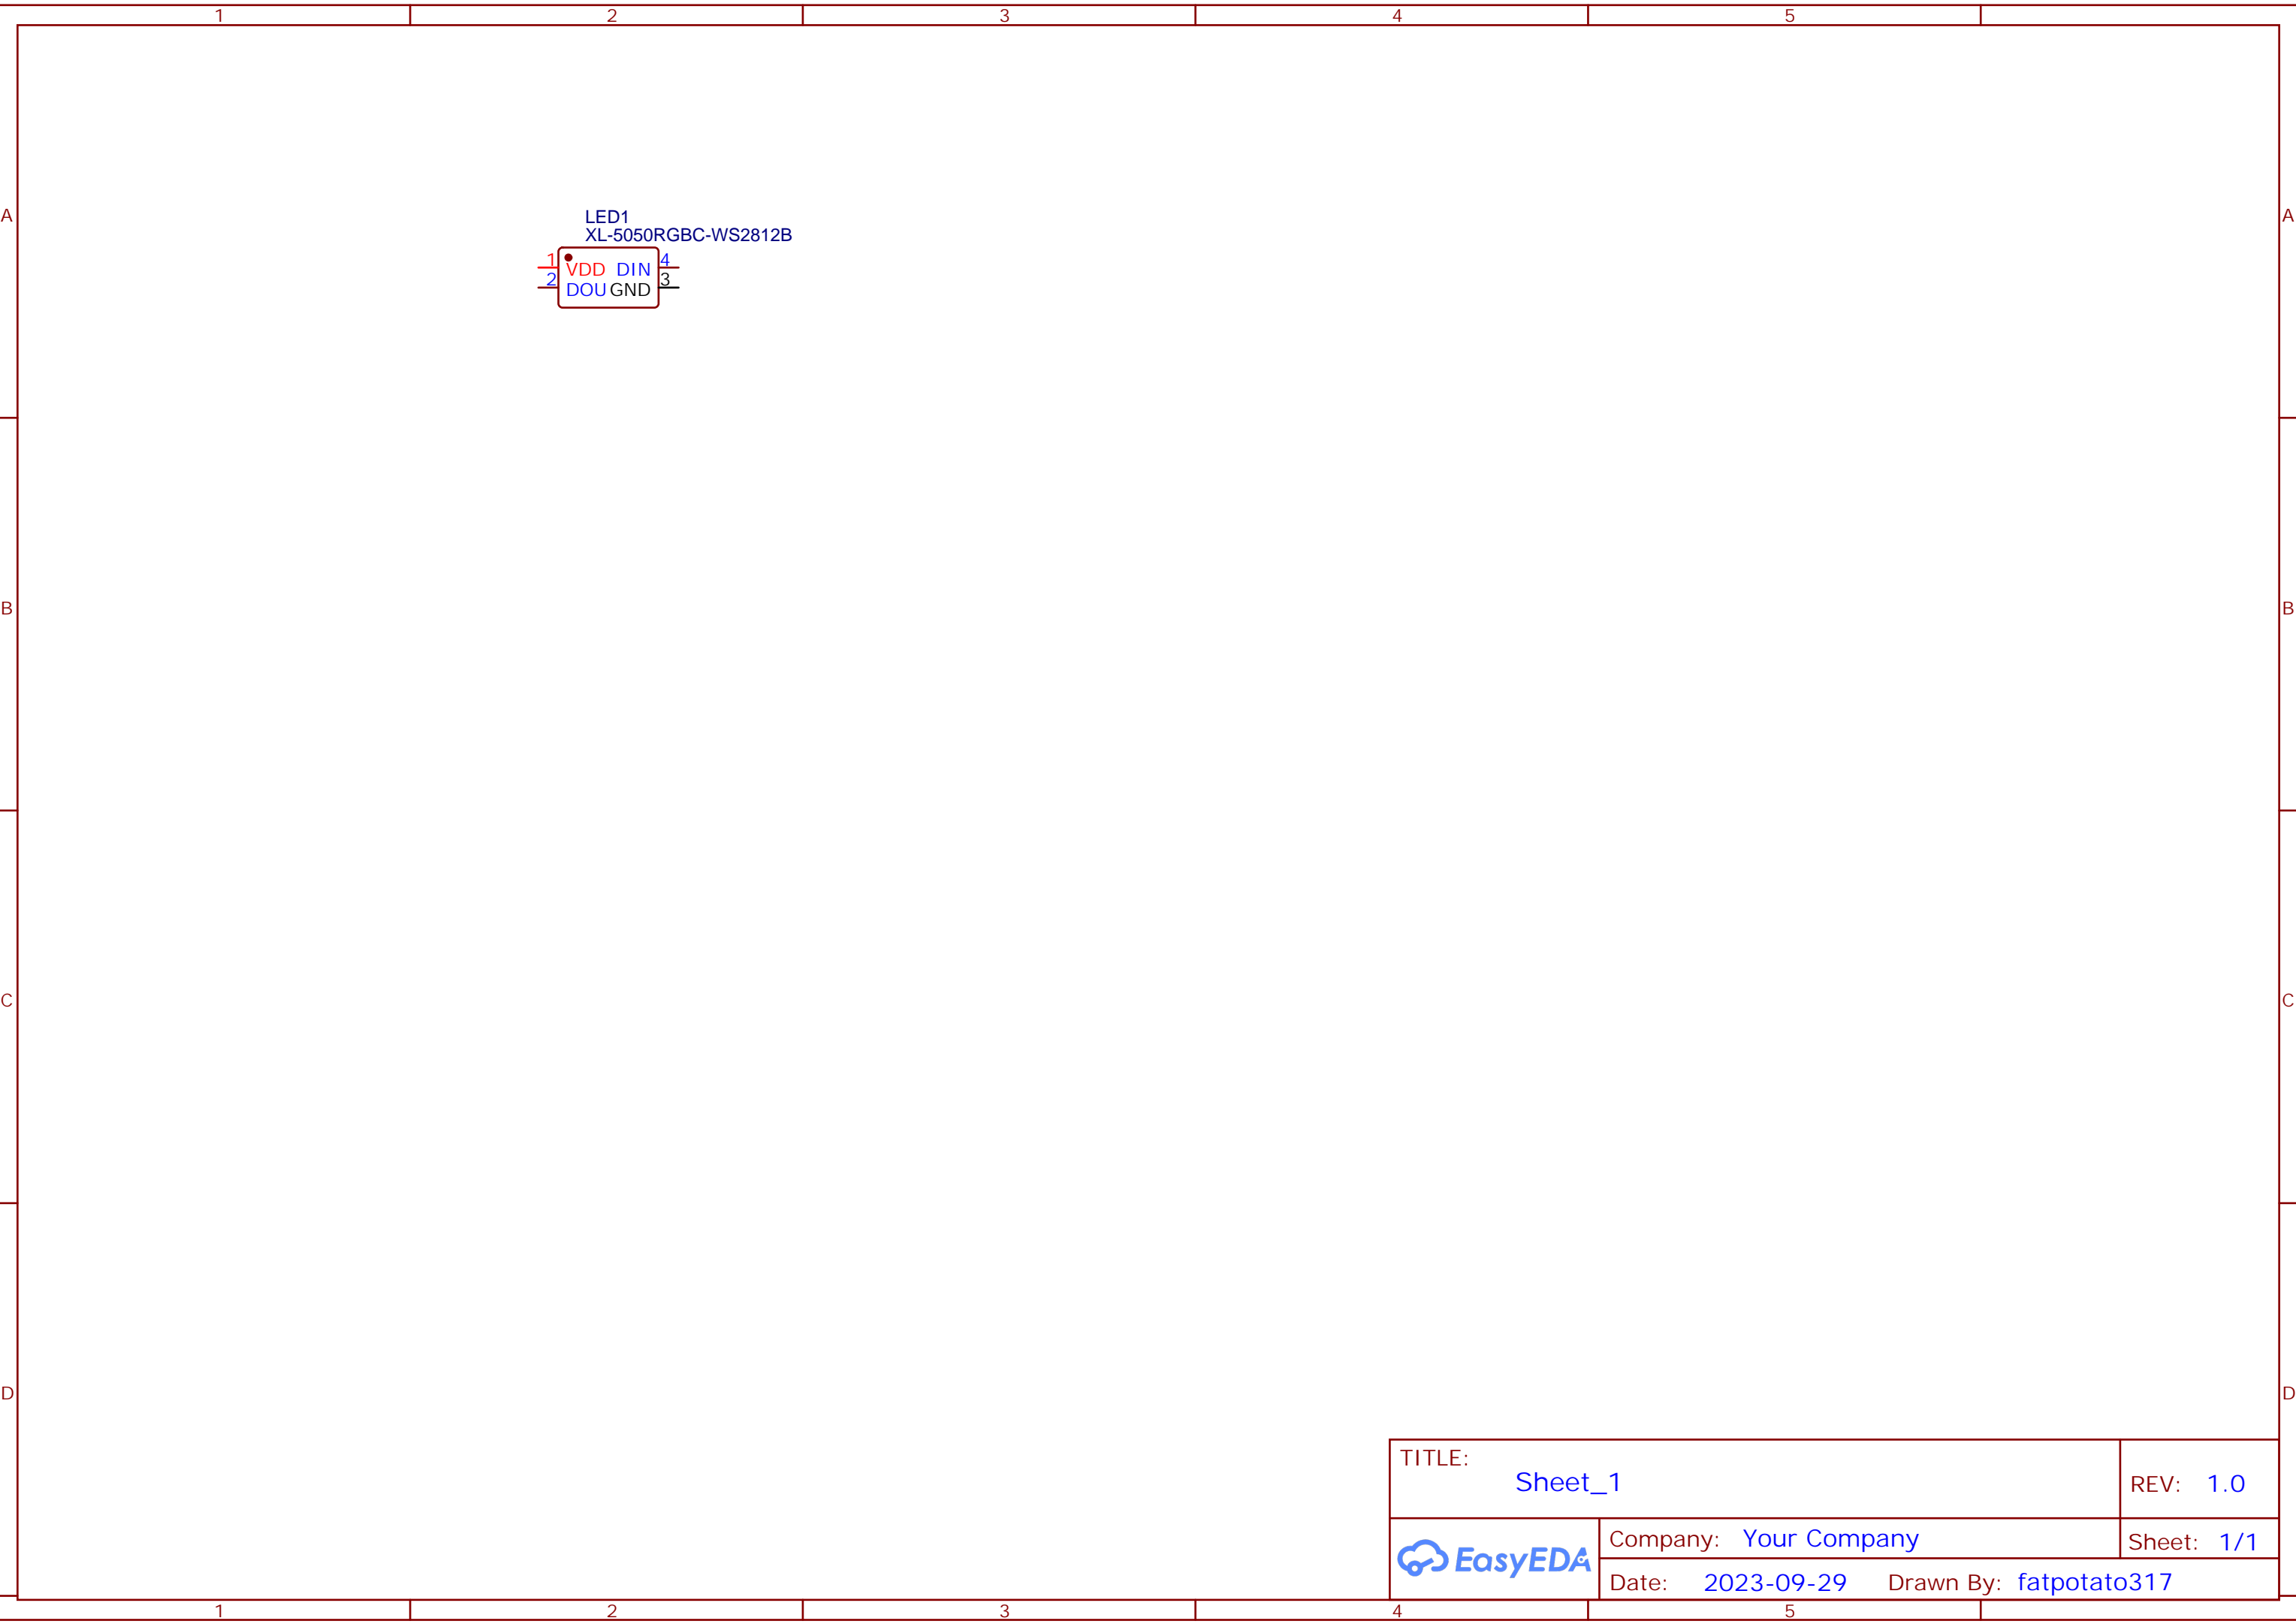 1 2 3 4 5
A A
LED1
XL-5050RGBC-WS2812B
1 VDD DIN 4
2 DOU GND 3
B B
C C
D D
TITLE:
Sheet_1
REV: 1.0
EasyEDA
Company: Your Company
Sheet: 1/1
Date: 2023-09-29 Drawn By: fatpotato317
1 2 3 4 5